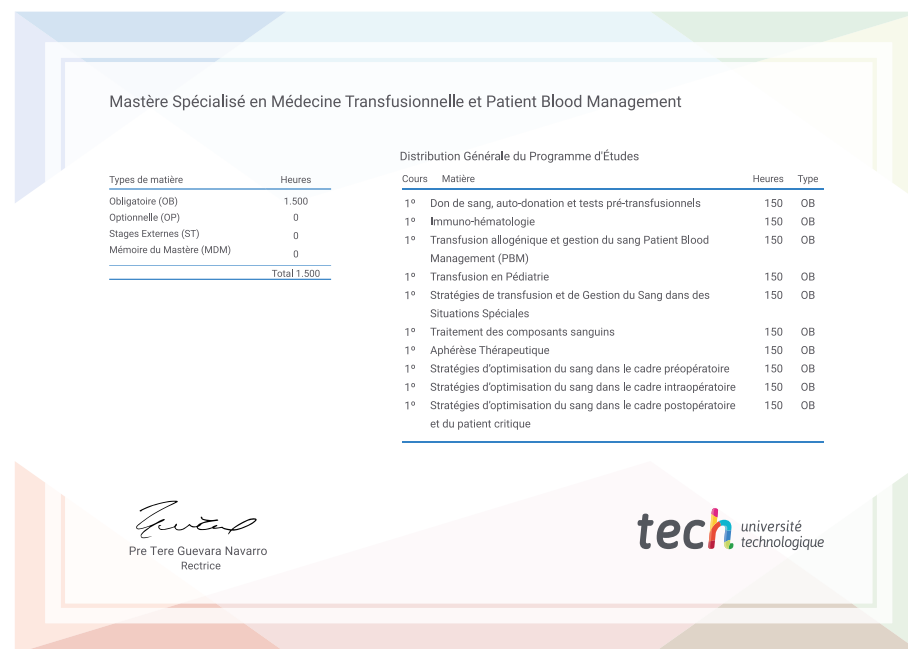 Mastère Spécialisé en Médecine Transfusionnelle et Patient Blood Management
Types de matière Heures
Obligatoire (OB) 1.500
Optionnelle (OP) 0
Stages Externes (ST) 0
Mémoire du Mastère (MDM) 0
Total 1.500
Distribution Générale du Programme d'Études
Cours Matière Heures Type
1º Don de sang, auto-donation et tests pré-transfusionnels 150 OB
1º Immuno-hématologie 150 OB
1º Transfusion allogénique et gestion du sang Patient Blood 150 OB
Management (PBM)
1º Transfusion en Pédiatrie 150 OB
1º Stratégies de transfusion et de Gestion du Sang dans des 150 OB
Situations Spéciales
1º Traitement des composants sanguins 150 OB
1º Aphérèse Thérapeutique 150 OB
1º Stratégies d'optimisation du sang dans le cadre préopératoire 150 OB
1º Stratégies d'optimisation du sang dans le cadre intraopératoire 150 OB
1º Stratégies d'optimisation du sang dans le cadre postopératoire 150 OB
et du patient critique
Pre Tere Guevara Navarro
Rectrice
tech université
technologique